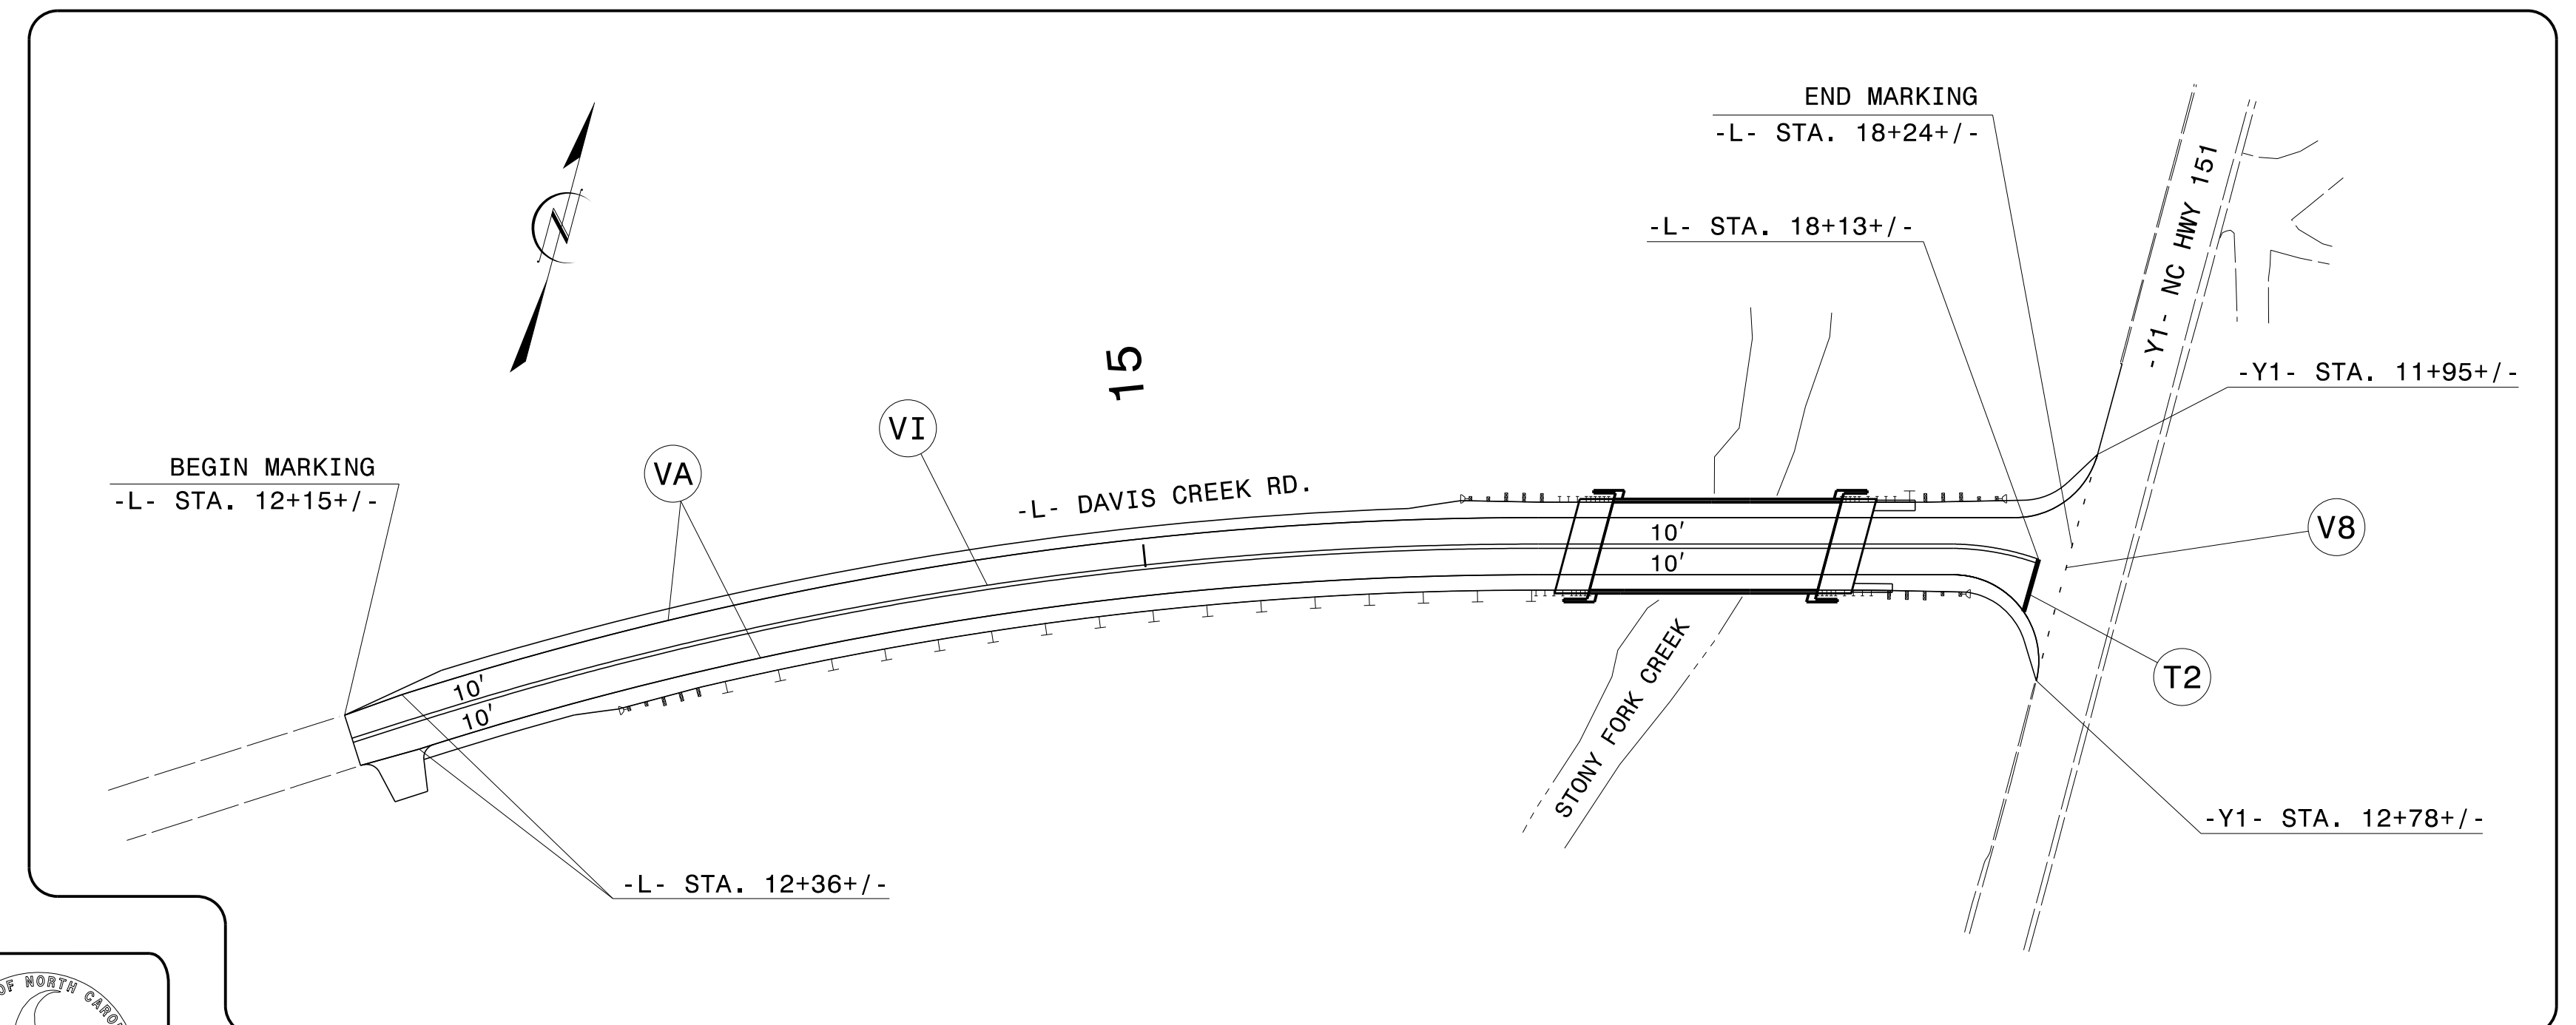 END MARKING
-L- STA. 18+24+/-
-L- STA. 18+13+/-
-Y1- NC HWY 151
N
15
-Y1- STA. 11+95+/-
VI
VA
BEGIN MARKING
-L- STA. 12+15+/-
-L- DAVIS CREEK RD.
10'
10'
V8
T2
10'
10'
STONY FORK CREEK
-Y1- STA. 12+78+/-
-L- STA. 12+36+/-
OF NORTH